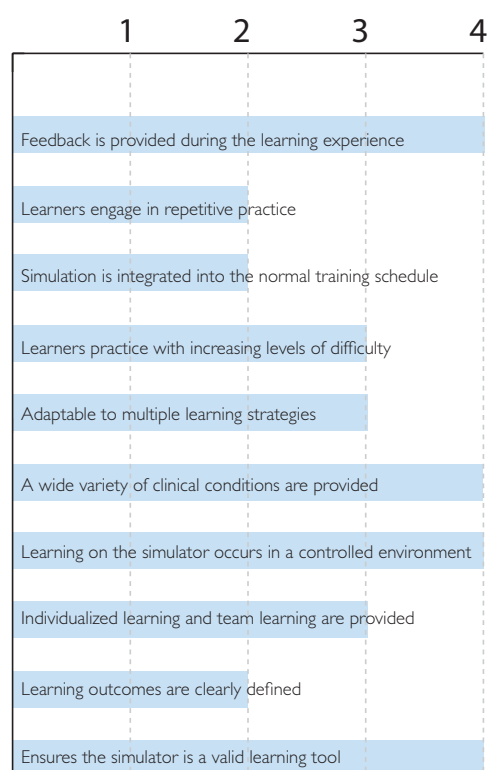 1 2 3 4
Feedback is provided during the learning experience
Learners engage in repetitive practice
Simulation is integrated into the normal training schedule
Learners practice with increasing levels of difficulty
Adaptable to multiple learning strategies
A wide variety of clinical conditions are provided
Learning on the simulator occurs in a controlled environment
Individualized learning and team learning are provided
Learning outcomes are clearly defined
Ensures the simulator is a valid learning tool